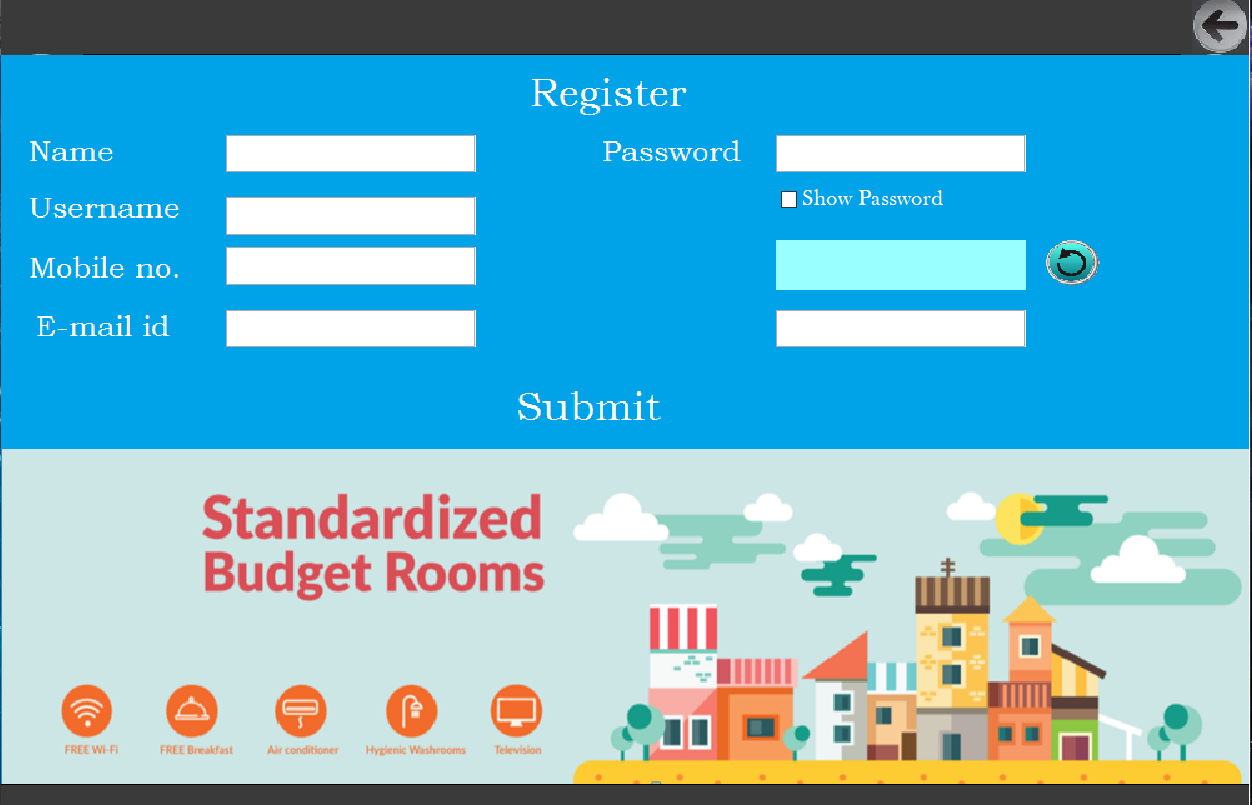 Register
Name
Password
Show Password
Username
Mobile no.
E-mail id
Submit
Standardized
Budget Rooms
FREE Wi-Fi
FREE Breakfast
Air conditioner
Hygienic Washrooms
Television